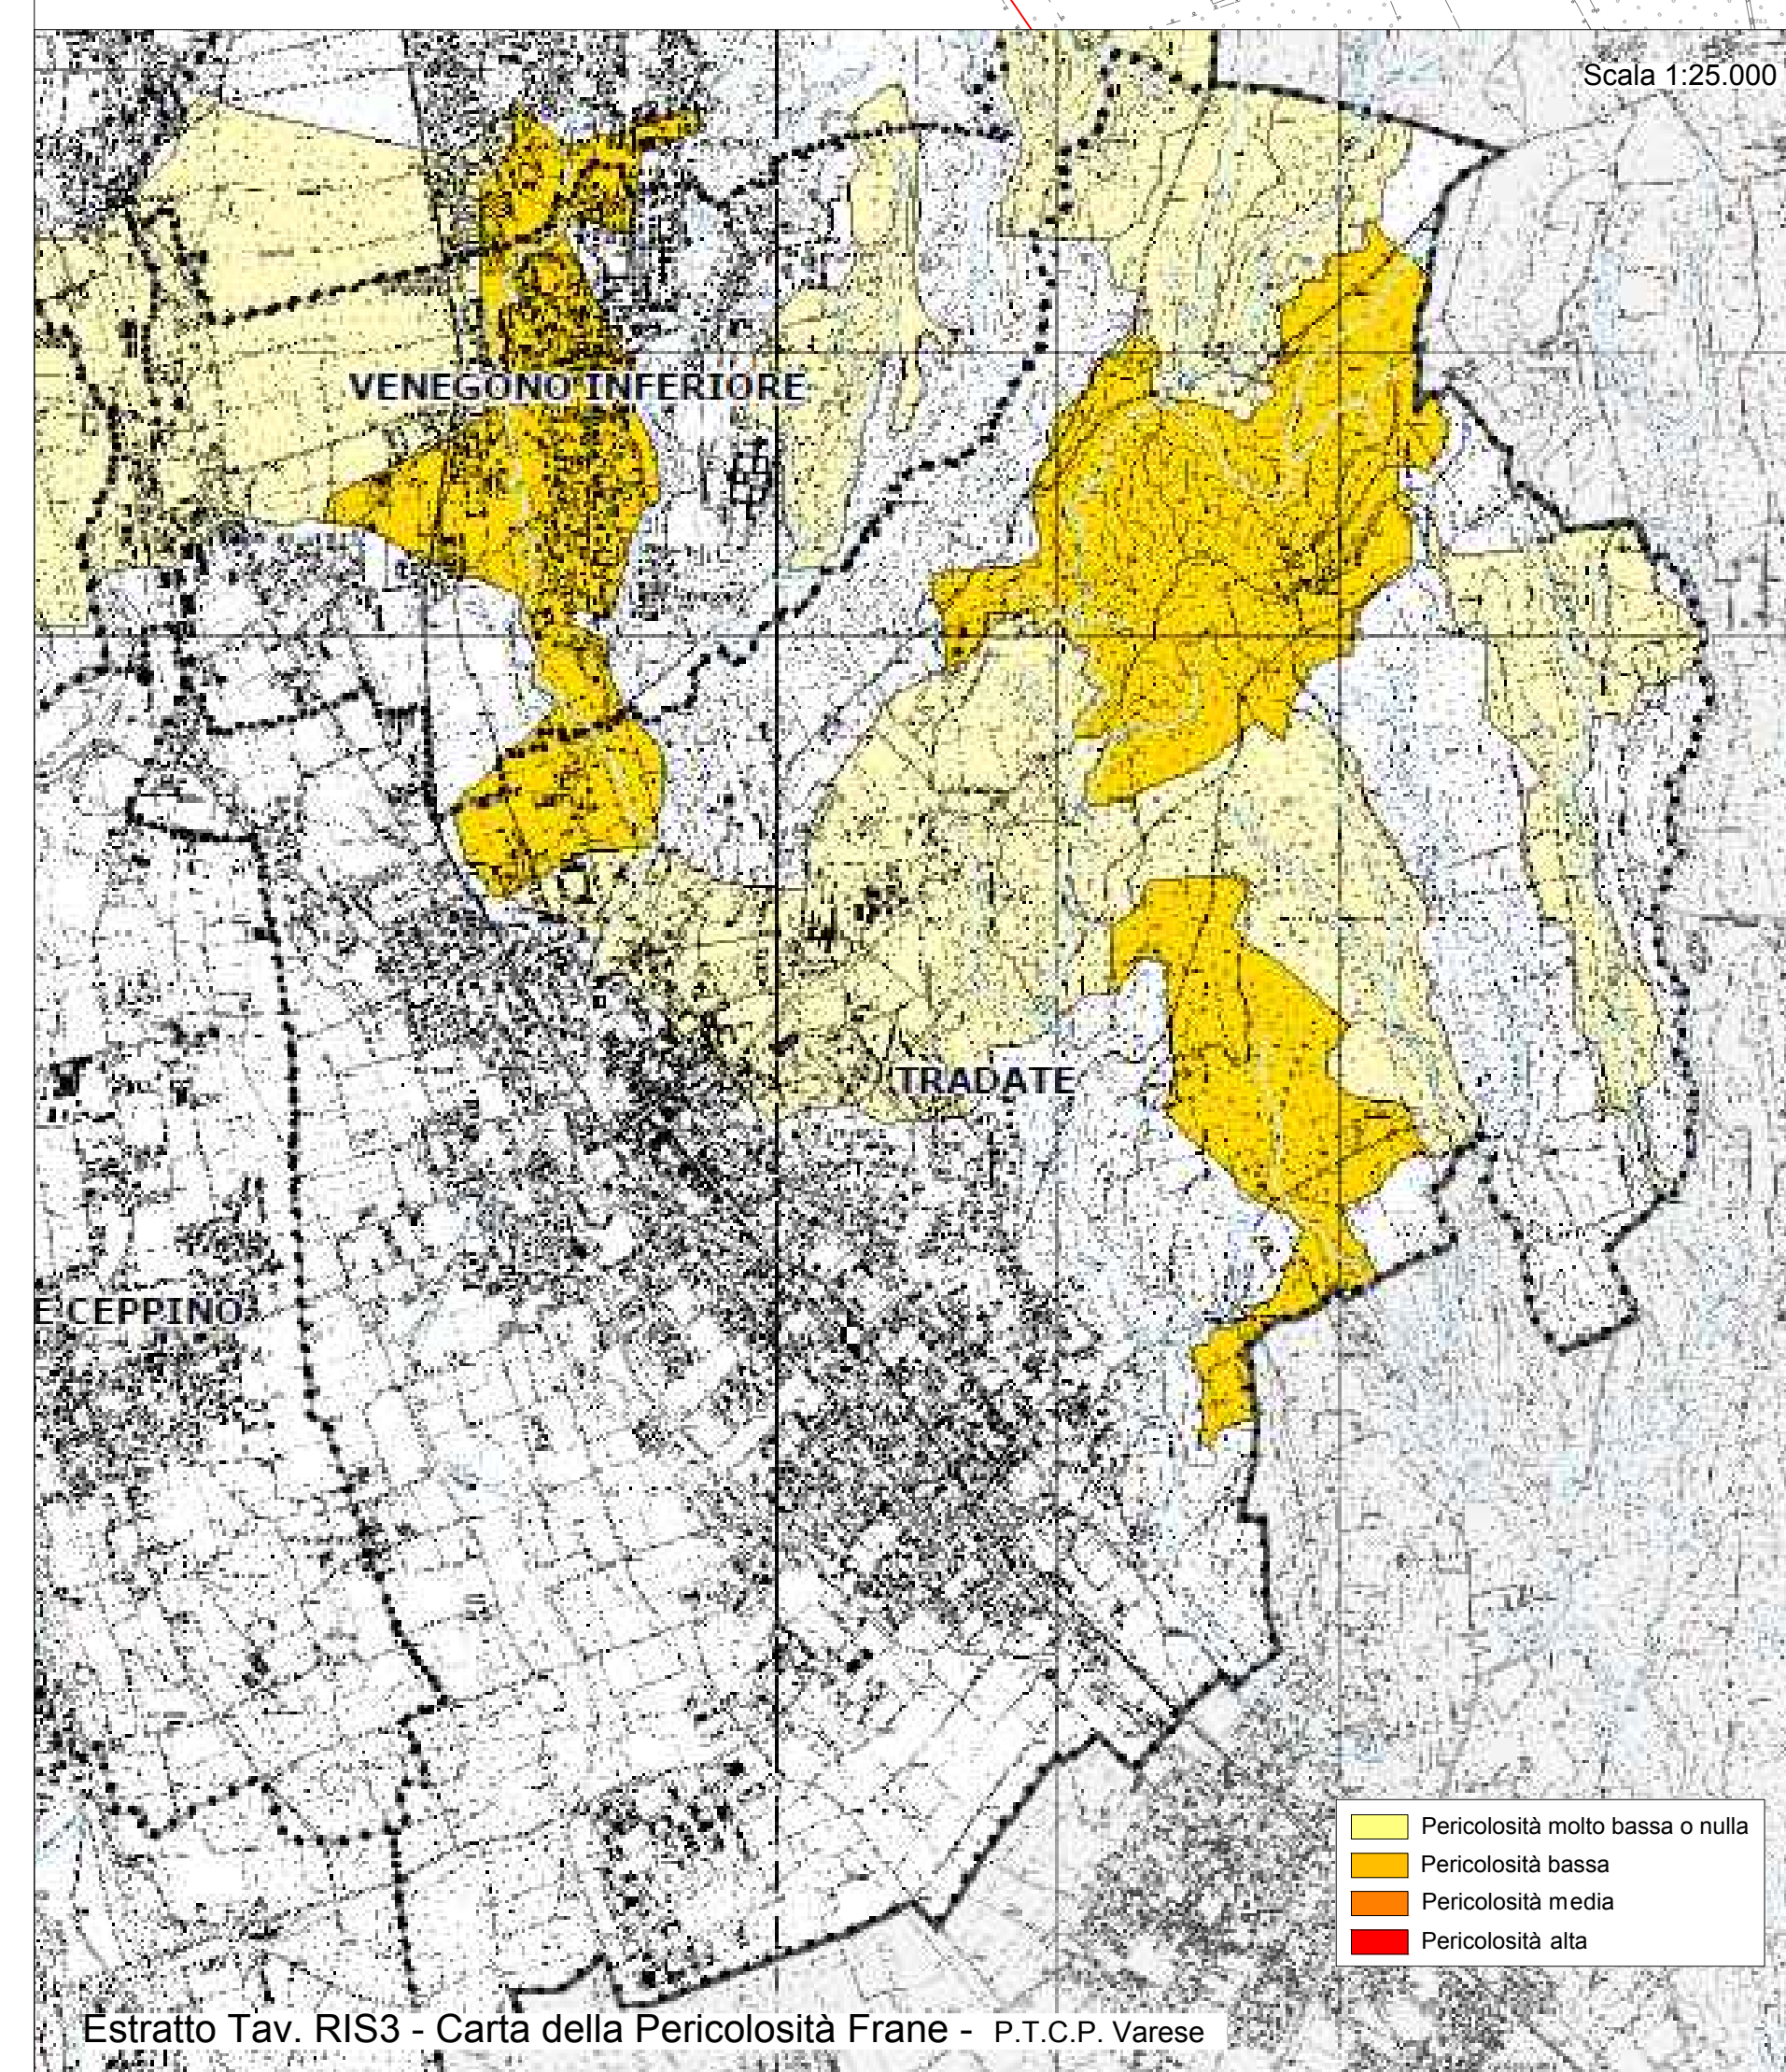 Scala 1:25.000
VENEGONO INFERIORE
TRADATE
E CEPPINO
Pericolosità molto bassa o nulla
Pericolosità bassa
Pericolosità media
Pericolosità alta
Estratto Tav. RIS3 - Carta della Pericolosità Frane - P.T.C.P. Varese